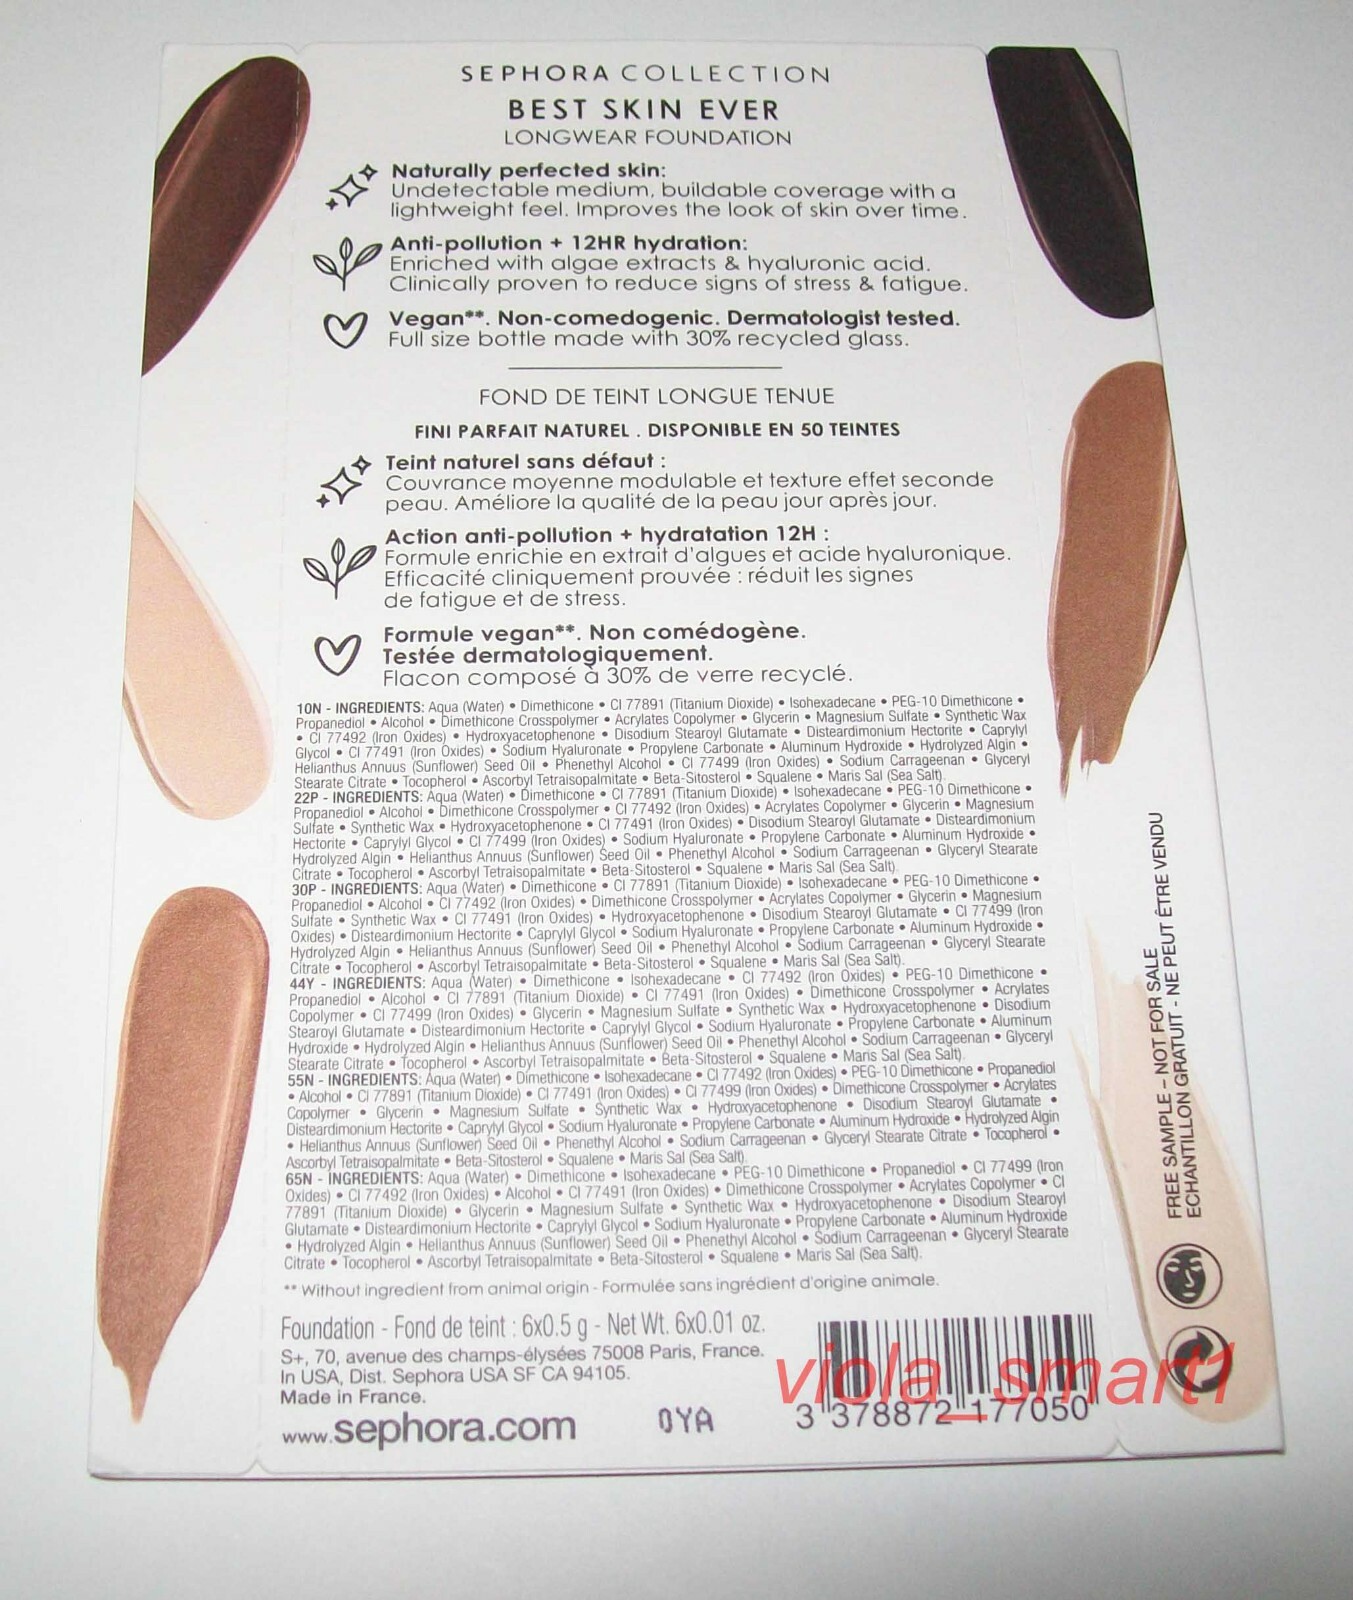 SEPHORA COLLECTION
BEST SKIN EVER
LONGWEAR FOUNDATION
Naturally perfected skin:
Undetectable medium, buildable coverage with a
lightweight feel. Improves the look of skin over time.
Anti-pollution + 12HR hydration:
Enriched with algae extracts & hyaluronic acid.
Clinically proven to reduce signs of stress & fatigue.
Vegan**. Non-comedogenic. Dermatologist tested.
Full size bottle made with 30% recycled glass.
FOND DE TEINT LONGUE TENUE
FINI PARFAIT NATUREL . DISPONIBLE EN 50 TEINTES
Teint naturel sans défaut :
Couvrance moyenne modulable et texture effet seconde
peau. Améliore la qualité de la peau jour après jour.
Action anti-pollution + hydratation 12H :
Formule enrichie en extrait d'algues et acide hyaluronique.
Efficacité cliniquement prouvée : réduit les signes
de fatigue et de stress.
Formule vegan**. Non comédogène.
Testée dermatologiquement.
Flacon composé à 30% de verre recyclé.
10N - INGREDIENTS: Aqua (Water) • Dimethicone • CI 77891 (Titanium Dioxide) • Isohexadecane • PEG-10 Dimethicone •
Propanediol • Alcohol • Dimethicone Crosspolymer • Acrylates Copolymer • Glycerin • Magnesium Sulfate • Synthetic Wax
• CI 77492 (Iron Oxides) • Hydroxyacetophenone • Disodium Stearoyl Glutamate • Disteardimonium Hectorite • Caprylyl
Glycol • CI 77491 (Iron Oxides) • Sodium Hyaluronate • Propylene Carbonate • Aluminum Hydroxide • Hydrolyzed Algin •
Helianthus Annuus (Sunflower) Seed Oil • Phenethyl Alcohol • CI 77499 (Iron Oxides) • Sodium Carrageenan • Glyceryl
Stearate Citrate • Tocopherol • Ascorbyl Tetraisopalmitate • Beta-Sitosterol • Squalene • Maris Sal (Sea Salt).
22P - INGREDIENTS: Aqua (Water) • Dimethicone • CI 77891 (Titanium Dioxide) • Isohexadecane • PEG-10 Dimethicone •
Propanediol • Alcohol • Dimethicone Crosspolymer • CI 77492 (Iron Oxides) • Acrylates Copolymer • Glycerin • Magnesium
Sulfate • Synthetic Wax • Hydroxyacetophenone • CI 77491 (Iron Oxides) • Disodium Stearoyl Glutamate • Disteardimonium
Hectorite • Caprylyl Glycol • CI 77499 (Iron Oxides) • Sodium Hyaluronate • Propylene Carbonate • Aluminum Hydroxide •
Hydrolyzed Algin • Helianthus Annuus (Sunflower) Seed Oil • Phenethyl Alcohol • Sodium Carrageenan • Glyceryl Stearate
Citrate • Tocopherol • Ascorbyl Tetraisopalmitate • Beta-Sitosterol • Squalene • Maris Sal (Sea Salt).
30P - INGREDIENTS: Aqua (Water) • Dimethicone • CI 77891 (Titanium Dioxide) • Isohexadecane • PEG-10 Dimethicone •
Propanediol • Alcohol • CI 77492 (Iron Oxides) • Dimethicone Crosspolymer • Acrylates Copolymer • Glycerin • Magnesium
Sulfate • Synthetic Wax • CI 77491 (Iron Oxides) • Hydroxyacetophenone • Disodium Stearoyl Glutamate • CI 77499 (Iron
Oxides) • Disteardimonium Hectorite • Caprylyl Glycol • Sodium Hyaluronate • Propylene Carbonate • Aluminum Hydroxide •
Hydrolyzed Algin • Helianthus Annuus (Sunflower) Seed Oil • Phenethyl Alcohol • Sodium Carrageenan • Glyceryl Stearate
Citrate • Tocopherol • Ascorbyl Tetraisopalmitate • Beta-Sitosterol • Squalene • Maris Sal (Sea Salt).
44Y - INGREDIENTS: Aqua (Water) • Dimethicone • Isohexadecane • CI 77492 (Iron Oxides) • PEG-10 Dimethicone •
Propanediol • Alcohol • CI 77891 (Titanium Dioxide) • CI 77491 (Iron Oxides) • Dimethicone Crosspolymer • Acrylates
Copolymer • CI 77499 (Iron Oxides) • Glycerin • Magnesium Sulfate • Synthetic Wax • Hydroxyacetophenone • Disodium
Stearoyl Glutamate • Disteardimonium Hectorite • Caprylyl Glycol • Sodium Hyaluronate • Propylene Carbonate • Aluminum
Hydroxide • Hydrolyzed Algin • Helianthus Annuus (Sunflower) Seed Oil • Phenethyl Alcohol • Sodium Carrageenan • Glyceryl
Stearate Citrate • Tocopherol • Ascorbyl Tetraisopalmitate • Beta-Sitosterol • Squalene • Maris Sal (Sea Salt).
55N - INGREDIENTS: Aqua (Water) • Dimethicone • Isohexadecane • CI 77492 (Iron Oxides) • PEG-10 Dimethicone • Propanediol
• Alcohol • CI 77891 (Titanium Dioxide) • CI 77491 (Iron Oxides) • CI 77499 (Iron Oxides) • Dimethicone Crosspolymer • Acrylates
Copolymer • Glycerin • Magnesium Sulfate • Synthetic Wax • Hydroxyacetophenone • Disodium Stearoyl Glutamate •
Disteardimonium Hectorite • Caprylyl Glycol • Sodium Hyaluronate • Propylene Carbonate • Aluminum Hydroxide • Hydrolyzed Algin
• Helianthus Annuus (Sunflower) Seed Oil • Phenethyl Alcohol • Sodium Carrageenan • Glyceryl Stearate Citrate • Tocopherol •
Ascorbyl Tetraisopalmitate • Beta-Sitosterol • Squalene • Maris Sal (Sea Salt).
65N - INGREDIENTS: Aqua (Water) • Dimethicone • Isohexadecane • PEG-10 Dimethicone • Propanediol • CI 77499 (Iron
Oxides) • CI 77492 (Iron Oxides) • Alcohol • CI 77491 (Iron Oxides) • Dimethicone Crosspolymer • Acrylates Copolymer • CI
77891 (Titanium Dioxide) • Glycerin • Magnesium Sulfate • Synthetic Wax • Hydroxyacetophenone • Disodium Stearoyl
Glutamate • Disteardimonium Hectorite • Caprylyl Glycol • Sodium Hyaluronate • Propylene Carbonate • Aluminum Hydroxide
• Hydrolyzed Algin • Helianthus Annuus (Sunflower) Seed Oil • Phenethyl Alcohol • Sodium Carrageenan • Glyceryl Stearate
Citrate • Tocopherol • Ascorbyl Tetraisopalmitate • Beta-Sitosterol • Squalene • Maris Sal (Sea Salt).
** Without ingredient from animal origin - Formulée sans ingrédient d'origine animale.
Foundation - Fond de teint : 6x0.5 g - Net Wt. 6x0.01 oz.
S+, 70, avenue des champs-élysées 75008 Paris, France.
In USA, Dist. Sephora USA SF CA 94105.
Made in France.
www.sephora.com
0YA
3 378872 177050
viola_smart1
FREE SAMPLE – NOT FOR SALE
ECHANTILLON GRATUIT - NE PEUT ÊTRE VENDU